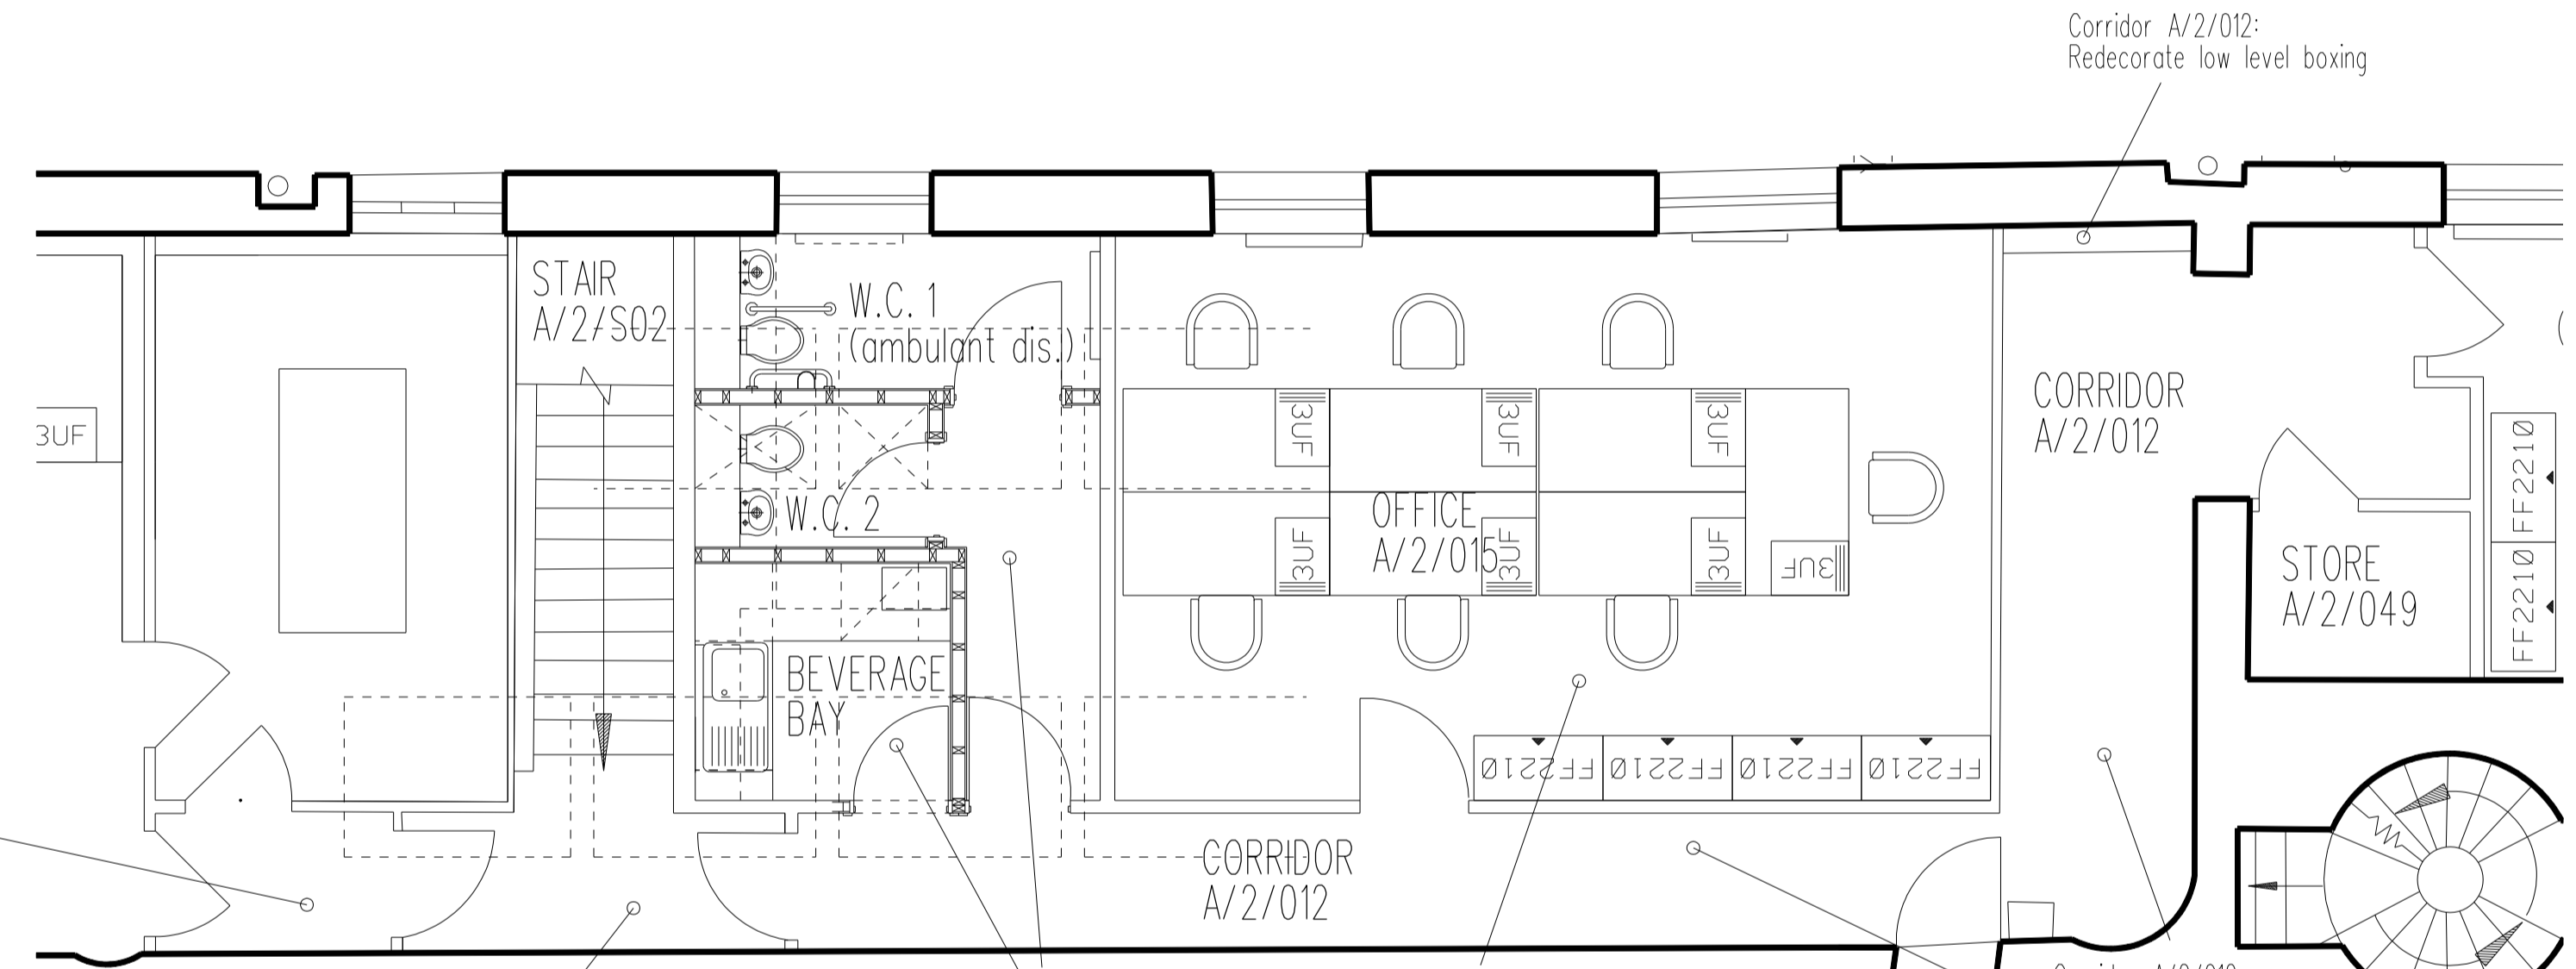 Corridor A/2/012:
Redecorate low level boxing
STAIR
A/2/S02
W.C. 1
(ambulant dis.)
CORRIDOR
A/2/012
3UF
3UF
3UF
3UF
FF2210
FF2210
W.C. 2
OFFICE
A/2/015
3UF
3UF
3UF
3UF
STORE
A/2/049
BEVERAGE
BAY
FF2210
FF2210
FF2210
FF2210
CORRIDOR
A/2/012